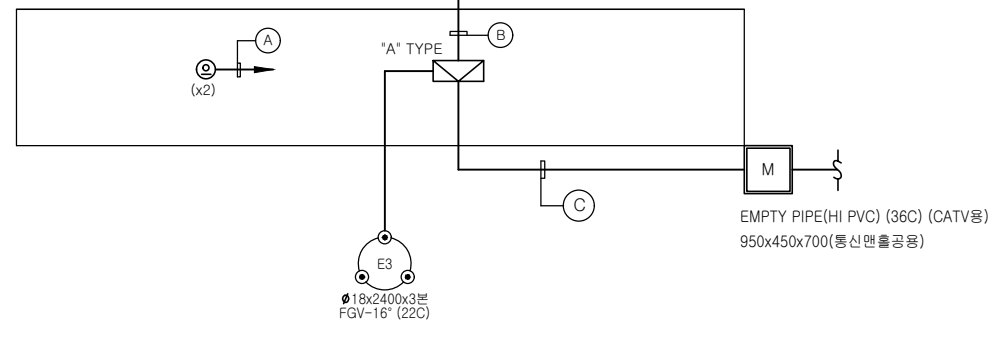 A
B
"A" TYPE
(x2)
M
C
EMPTY PIPE(HI PVC) (36C) (CATV용)
950x450x700(통신맨홀공용)
E3
ø18x2400x3본
FGV-16° (22C)